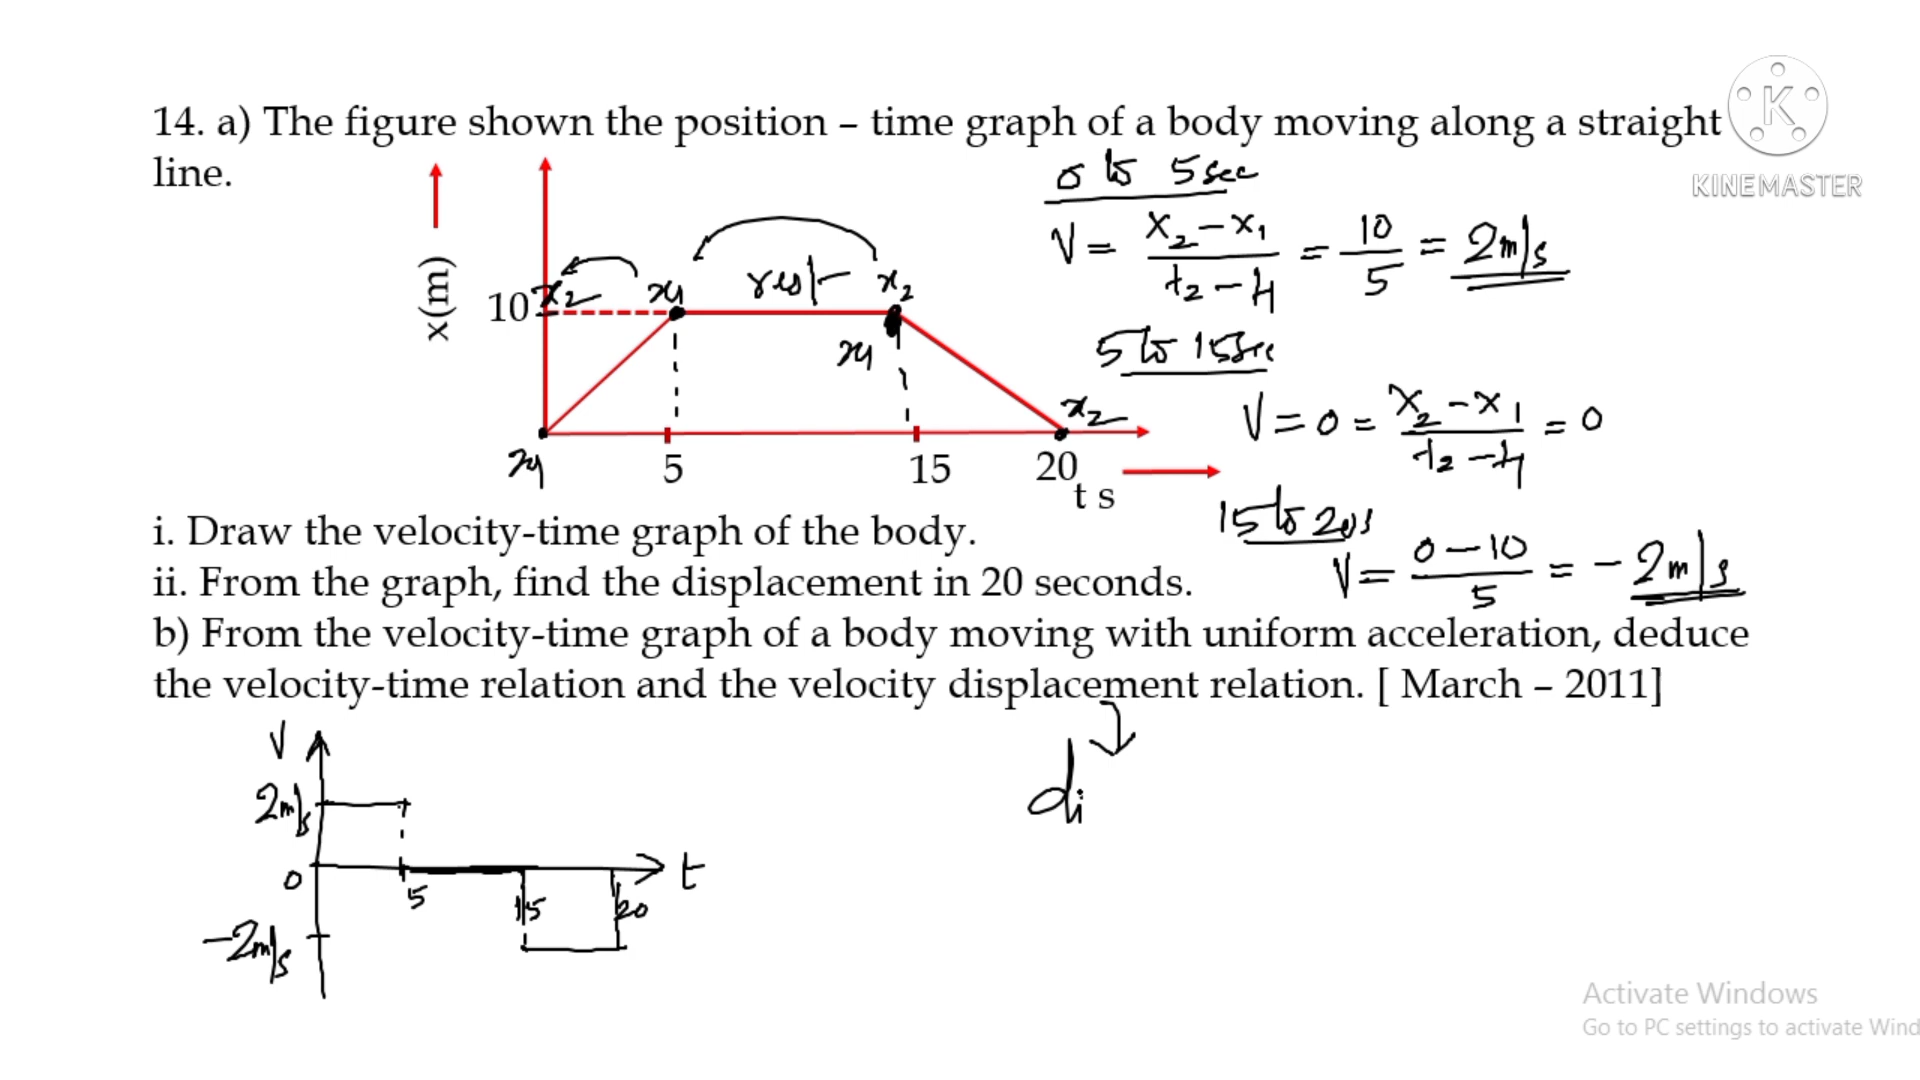 14. a) The figure shown the position – time graph of a body moving along a straight
line.
K
KINEMASTER
0 to 5 sec
V = x₂ - x₁ / t₂ - t₁ = 10 / 5 = 2 m/s
x(m)
10 x₂ x₁ rest x₂
x₁
5 to 15 sec
V = 0 = x₂ - x₁ / t₂ - t₁ = 0
x₂
x₁ 5 15 20
t s
15 to 20s
V = 0 - 10 / 5 = - 2 m/s
i. Draw the velocity-time graph of the body.
ii. From the graph, find the displacement in 20 seconds.
b) From the velocity-time graph of a body moving with uniform acceleration, deduce
the velocity-time relation and the velocity displacement relation. [ March – 2011]
V
2m/s
0 5 15 20 t
-2m/s
di
Activate Windows
Go to PC settings to activate Wind